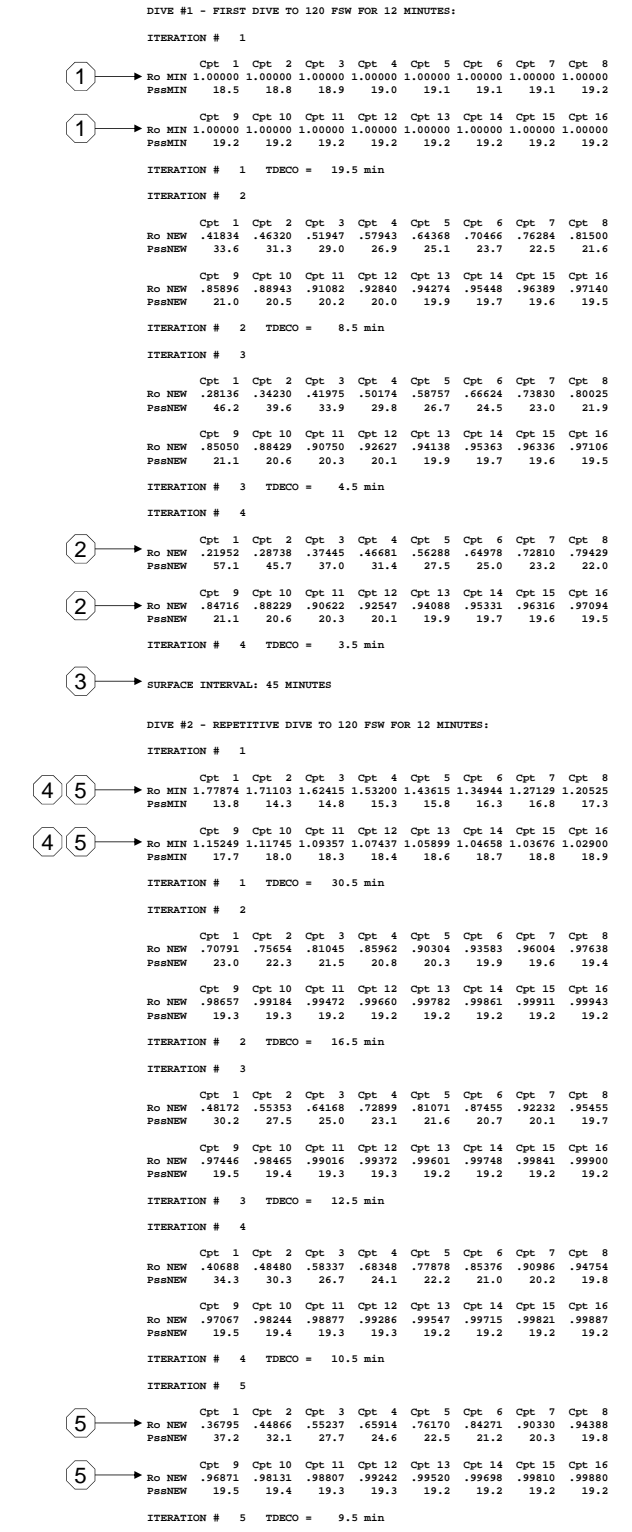 DIVE #1 - FIRST DIVE TO 120 FSW FOR 12 MINUTES:
ITERATION # 1
Cpt 1 Cpt 2 Cpt 3 Cpt 4 Cpt 5 Cpt 6 Cpt 7 Cpt 8
1 Ro MIN 1.00000 1.00000 1.00000 1.00000 1.00000 1.00000 1.00000 1.00000
PssMIN 18.5 18.8 18.9 19.0 19.1 19.1 19.1 19.2
Cpt 9 Cpt 10 Cpt 11 Cpt 12 Cpt 13 Cpt 14 Cpt 15 Cpt 16
1 Ro MIN 1.00000 1.00000 1.00000 1.00000 1.00000 1.00000 1.00000 1.00000
PssMIN 19.2 19.2 19.2 19.2 19.2 19.2 19.2 19.2
ITERATION # 1 TDECO = 19.5 min
ITERATION # 2
Cpt 1 Cpt 2 Cpt 3 Cpt 4 Cpt 5 Cpt 6 Cpt 7 Cpt 8
Ro NEW .41834 .46320 .51947 .57943 .64368 .70466 .76284 .81500
PssNEW 33.6 31.3 29.0 26.9 25.1 23.7 22.5 21.6
Cpt 9 Cpt 10 Cpt 11 Cpt 12 Cpt 13 Cpt 14 Cpt 15 Cpt 16
Ro NEW .85896 .88943 .91082 .92840 .94274 .95448 .96389 .97140
PssNEW 21.0 20.5 20.2 20.0 19.9 19.7 19.6 19.5
ITERATION # 2 TDECO = 8.5 min
ITERATION # 3
Cpt 1 Cpt 2 Cpt 3 Cpt 4 Cpt 5 Cpt 6 Cpt 7 Cpt 8
Ro NEW .28136 .34230 .41975 .50174 .58757 .66624 .73830 .80025
PssNEW 46.2 39.6 33.9 29.8 26.7 24.5 23.0 21.9
Cpt 9 Cpt 10 Cpt 11 Cpt 12 Cpt 13 Cpt 14 Cpt 15 Cpt 16
Ro NEW .85050 .88429 .90750 .92627 .94138 .95363 .96336 .97106
PssNEW 21.1 20.6 20.3 20.1 19.9 19.7 19.6 19.5
ITERATION # 3 TDECO = 4.5 min
ITERATION # 4
Cpt 1 Cpt 2 Cpt 3 Cpt 4 Cpt 5 Cpt 6 Cpt 7 Cpt 8
2 Ro NEW .21952 .28738 .37445 .46681 .56288 .64978 .72810 .79429
PssNEW 57.1 45.7 37.0 31.4 27.5 25.0 23.2 22.0
Cpt 9 Cpt 10 Cpt 11 Cpt 12 Cpt 13 Cpt 14 Cpt 15 Cpt 16
2 Ro NEW .84716 .88229 .90622 .92547 .94088 .95331 .96316 .97094
PssNEW 21.1 20.6 20.3 20.1 19.9 19.7 19.6 19.5
ITERATION # 4 TDECO = 3.5 min
3 SURFACE INTERVAL: 45 MINUTES
DIVE #2 - REPETITIVE DIVE TO 120 FSW FOR 12 MINUTES:
ITERATION # 1
Cpt 1 Cpt 2 Cpt 3 Cpt 4 Cpt 5 Cpt 6 Cpt 7 Cpt 8
4 5 Ro MIN 1.77874 1.71103 1.62415 1.53200 1.43615 1.34944 1.27129 1.20525
PssMIN 13.8 14.3 14.8 15.3 15.8 16.3 16.8 17.3
Cpt 9 Cpt 10 Cpt 11 Cpt 12 Cpt 13 Cpt 14 Cpt 15 Cpt 16
4 5 Ro MIN 1.15249 1.11745 1.09357 1.07437 1.05899 1.04658 1.03676 1.02900
PssMIN 17.7 18.0 18.3 18.4 18.6 18.7 18.8 18.9
ITERATION # 1 TDECO = 30.5 min
ITERATION # 2
Cpt 1 Cpt 2 Cpt 3 Cpt 4 Cpt 5 Cpt 6 Cpt 7 Cpt 8
Ro NEW .70791 .75654 .81045 .85962 .90304 .93583 .96004 .97638
PssNEW 23.0 22.3 21.5 20.8 20.3 19.9 19.6 19.4
Cpt 9 Cpt 10 Cpt 11 Cpt 12 Cpt 13 Cpt 14 Cpt 15 Cpt 16
Ro NEW .98657 .99184 .99472 .99660 .99782 .99861 .99911 .99943
PssNEW 19.3 19.3 19.2 19.2 19.2 19.2 19.2 19.2
ITERATION # 2 TDECO = 16.5 min
ITERATION # 3
Cpt 1 Cpt 2 Cpt 3 Cpt 4 Cpt 5 Cpt 6 Cpt 7 Cpt 8
Ro NEW .48172 .55353 .64168 .72899 .81071 .87455 .92232 .95455
PssNEW 30.2 27.5 25.0 23.1 21.6 20.7 20.1 19.7
Cpt 9 Cpt 10 Cpt 11 Cpt 12 Cpt 13 Cpt 14 Cpt 15 Cpt 16
Ro NEW .97446 .98465 .99016 .99372 .99601 .99748 .99841 .99900
PssNEW 19.5 19.4 19.3 19.3 19.2 19.2 19.2 19.2
ITERATION # 3 TDECO = 12.5 min
ITERATION # 4
Cpt 1 Cpt 2 Cpt 3 Cpt 4 Cpt 5 Cpt 6 Cpt 7 Cpt 8
Ro NEW .40688 .48480 .58337 .68348 .77878 .85376 .90986 .94754
PssNEW 34.3 30.3 26.7 24.1 22.2 21.0 20.2 19.8
Cpt 9 Cpt 10 Cpt 11 Cpt 12 Cpt 13 Cpt 14 Cpt 15 Cpt 16
Ro NEW .97067 .98244 .98877 .99286 .99547 .99715 .99821 .99887
PssNEW 19.5 19.4 19.3 19.3 19.2 19.2 19.2 19.2
ITERATION # 4 TDECO = 10.5 min
ITERATION # 5
Cpt 1 Cpt 2 Cpt 3 Cpt 4 Cpt 5 Cpt 6 Cpt 7 Cpt 8
5 Ro NEW .36795 .44866 .55237 .65914 .76170 .84271 .90330 .94388
PssNEW 37.2 32.1 27.7 24.6 22.5 21.2 20.3 19.8
Cpt 9 Cpt 10 Cpt 11 Cpt 12 Cpt 13 Cpt 14 Cpt 15 Cpt 16
5 Ro NEW .96871 .98131 .98807 .99242 .99520 .99698 .99810 .99880
PssNEW 19.5 19.4 19.3 19.3 19.2 19.2 19.2 19.2
ITERATION # 5 TDECO = 9.5 min